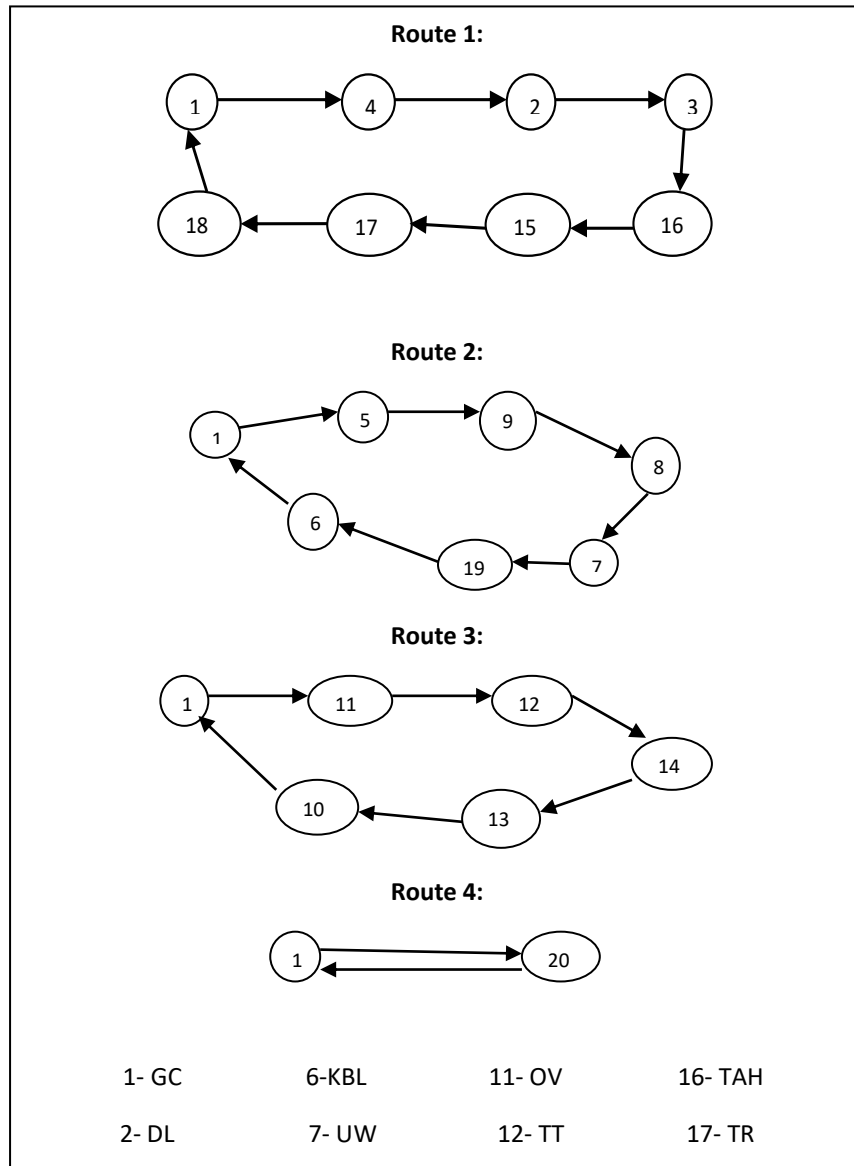 Route 1:
1 4 2 3
18 17 15 16
Route 2:
1 5 9 8
6 19 7
Route 3:
1 11 12 14
10 13
Route 4:
1 20
1- GC 6-KBL 11- OV 16- TAH
2- DL 7- UW 12- TT 17- TR